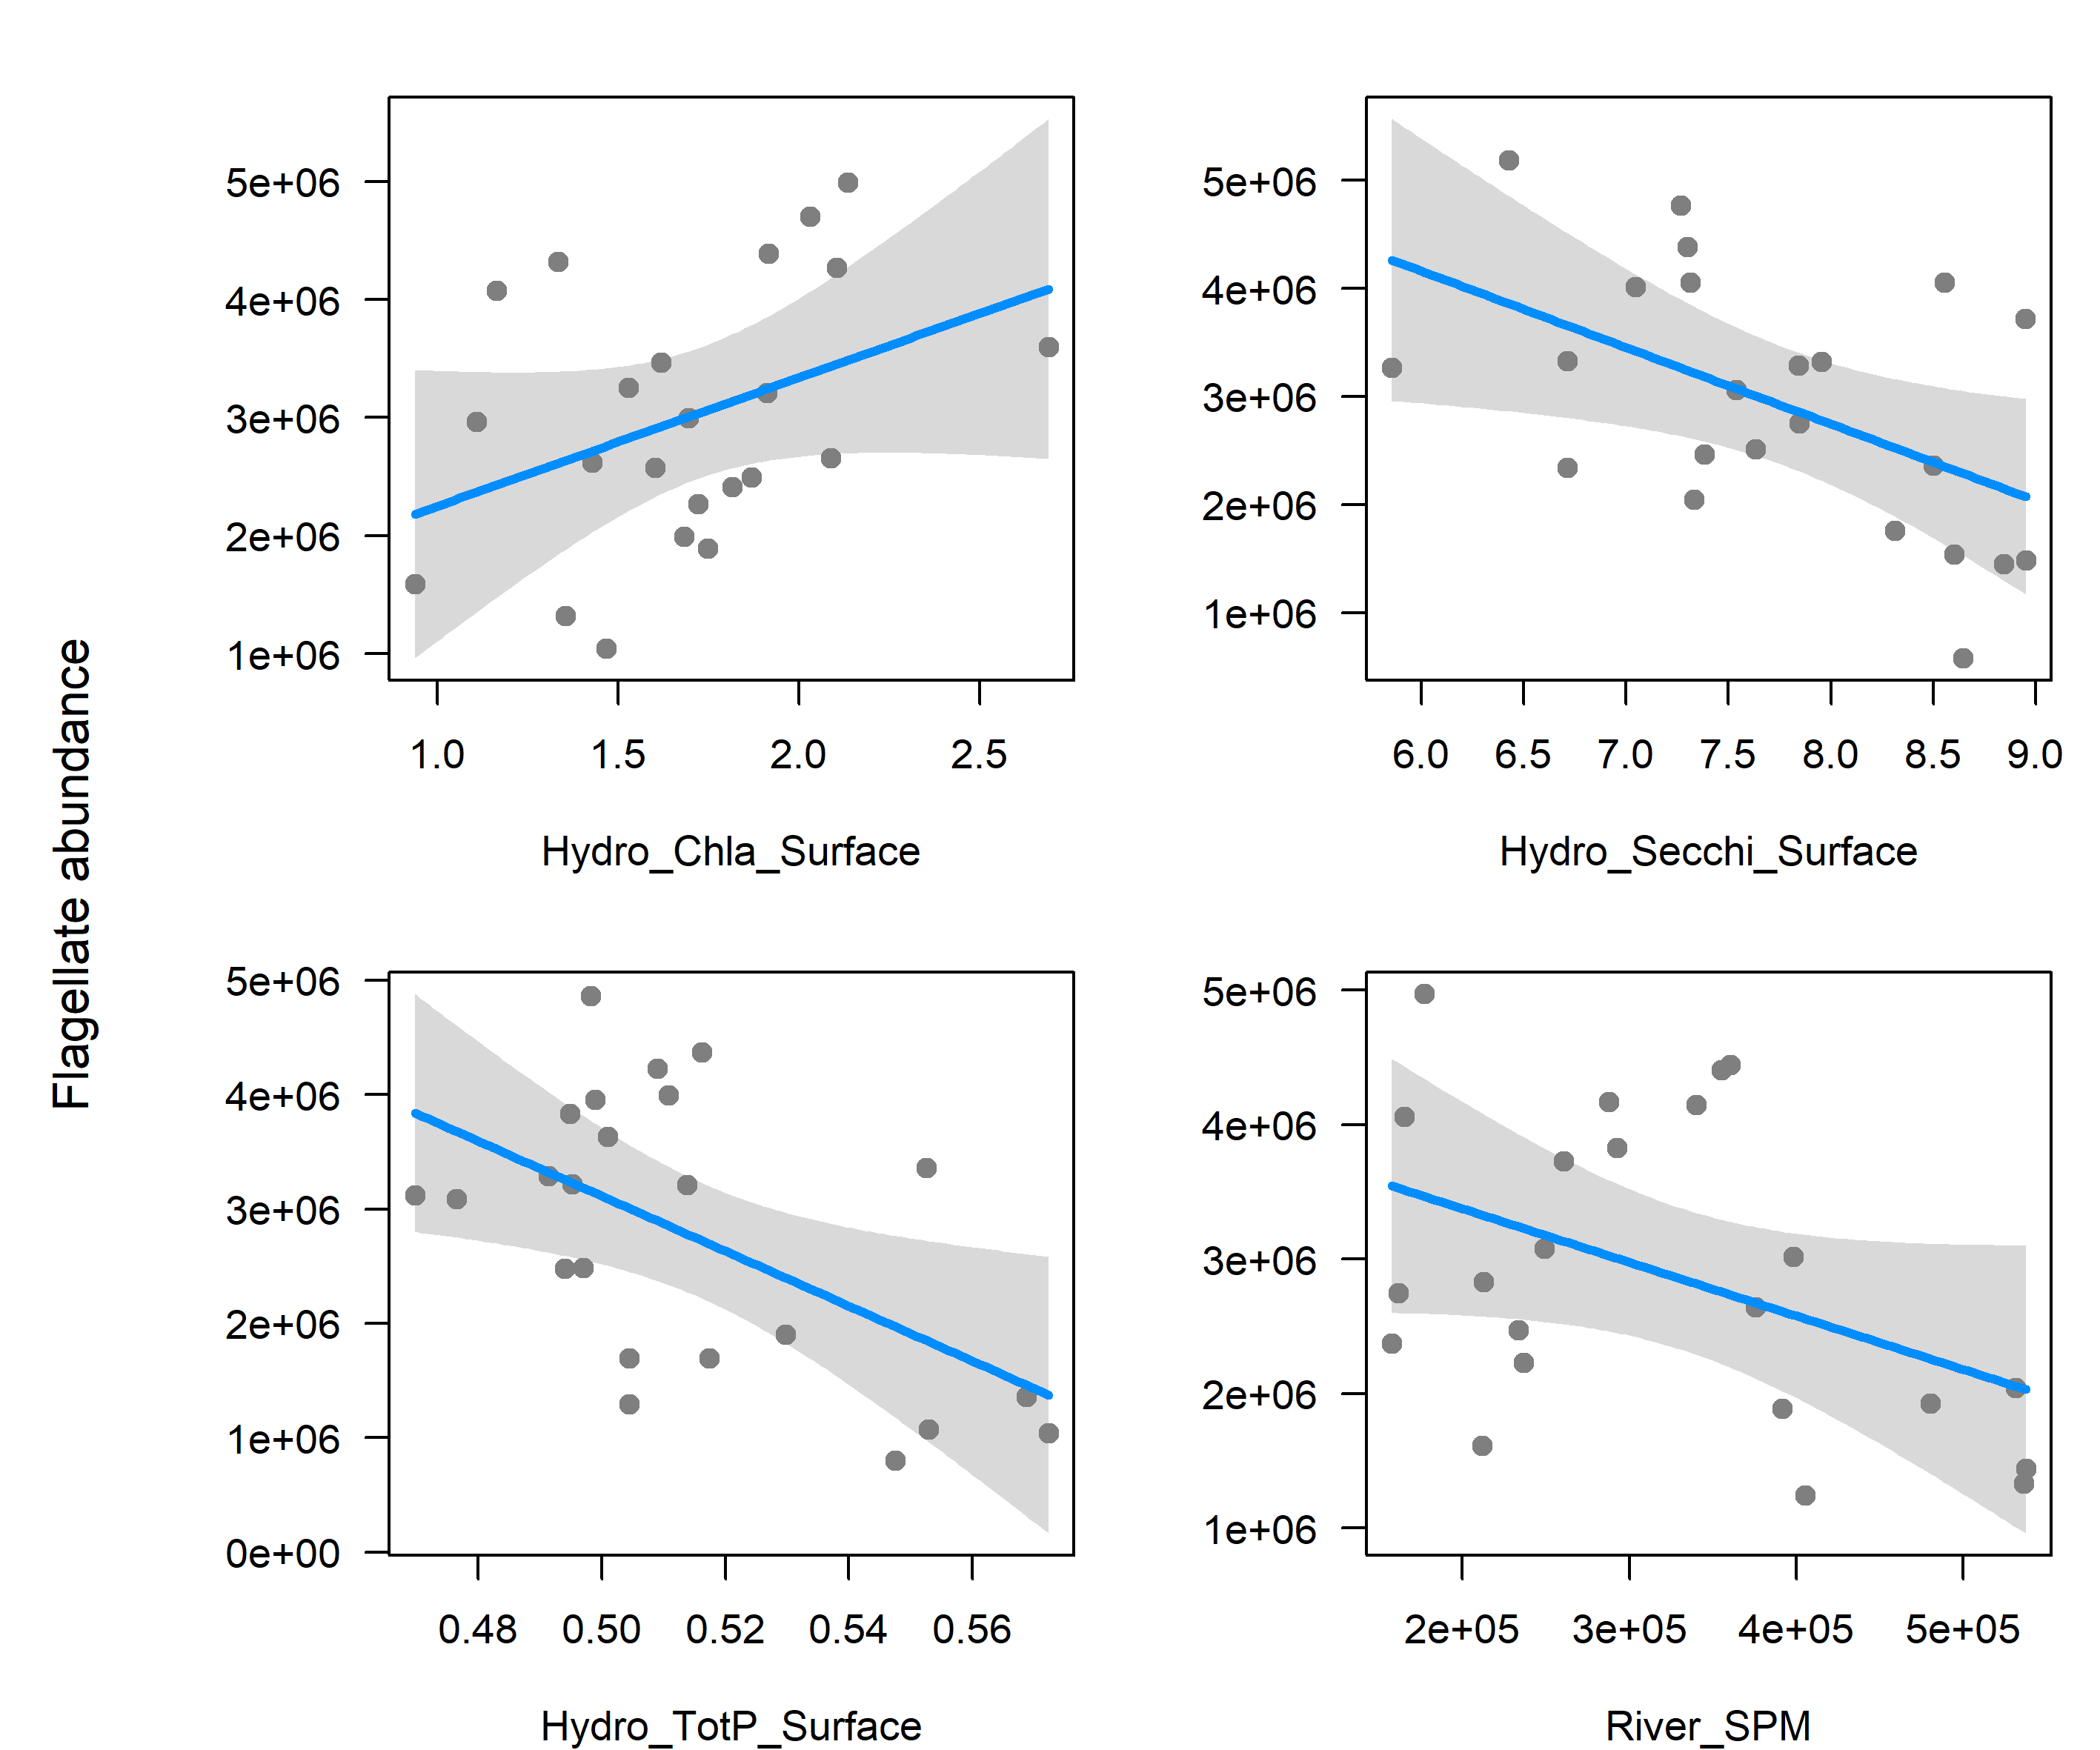 Flagellate abundance
5e+06
4e+06
3e+06
2e+06
1e+06
1.0 1.5 2.0 2.5
Hydro_Chla_Surface
5e+06
4e+06
3e+06
2e+06
1e+06
6.0 6.5 7.0 7.5 8.0 8.5 9.0
Hydro_Secchi_Surface
5e+06
4e+06
3e+06
2e+06
1e+06
0e+00
0.48 0.50 0.52 0.54 0.56
Hydro_TotP_Surface
5e+06
4e+06
3e+06
2e+06
1e+06
2e+05 3e+05 4e+05 5e+05
River_SPM